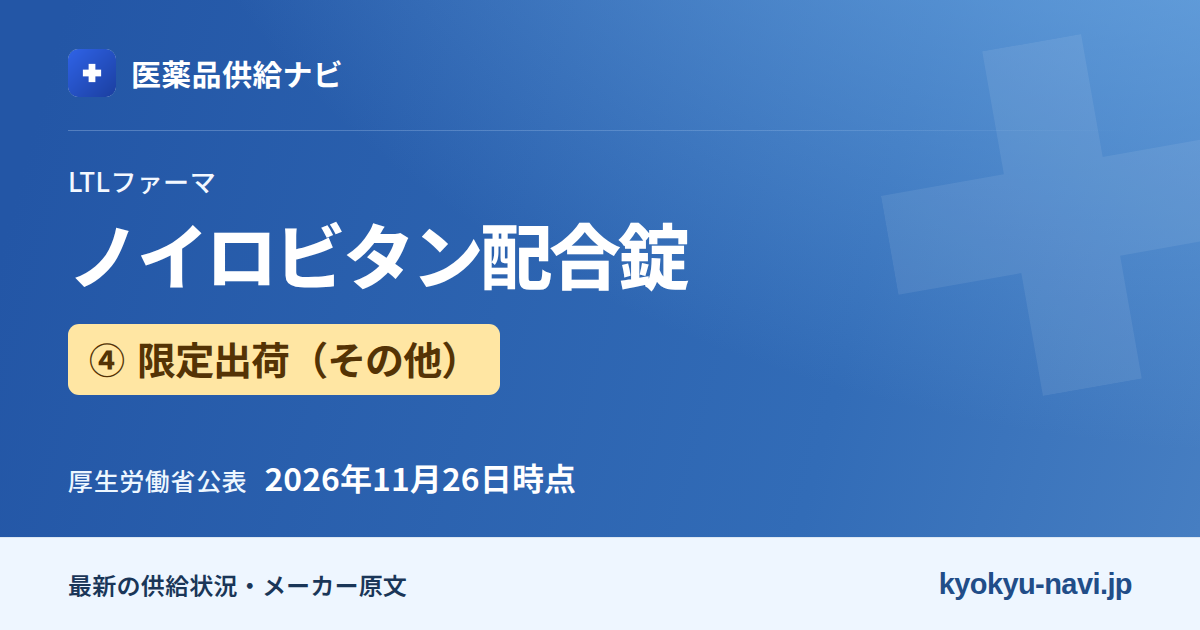 医薬品供給ナビ
LTLファーマ
ノイロビタン配合錠
④ 限定出荷（その他）
厚生労働省公表 2026年11月26日時点
最新の供給状況・メーカー原文
kyokyu-navi.jp